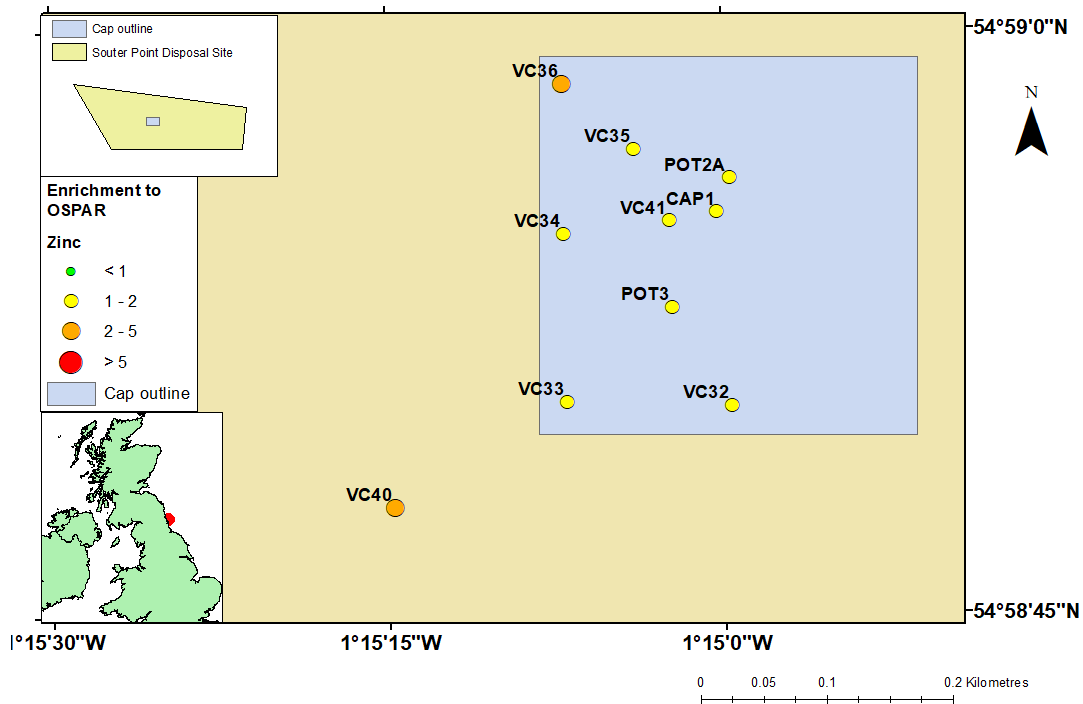 Cap outline
Souter Point Disposal Site
Enrichment to
OSPAR
Zinc
< 1
1 - 2
2 - 5
> 5
Cap outline
VC36
VC35
POT2A
CAP1
VC41
VC34
POT3
VC33
VC32
VC40
54°59'0"N
N
54°58'45"N
1°15'30"W
1°15'15"W
1°15'0"W
0 0.05 0.1 0.2 Kilometres